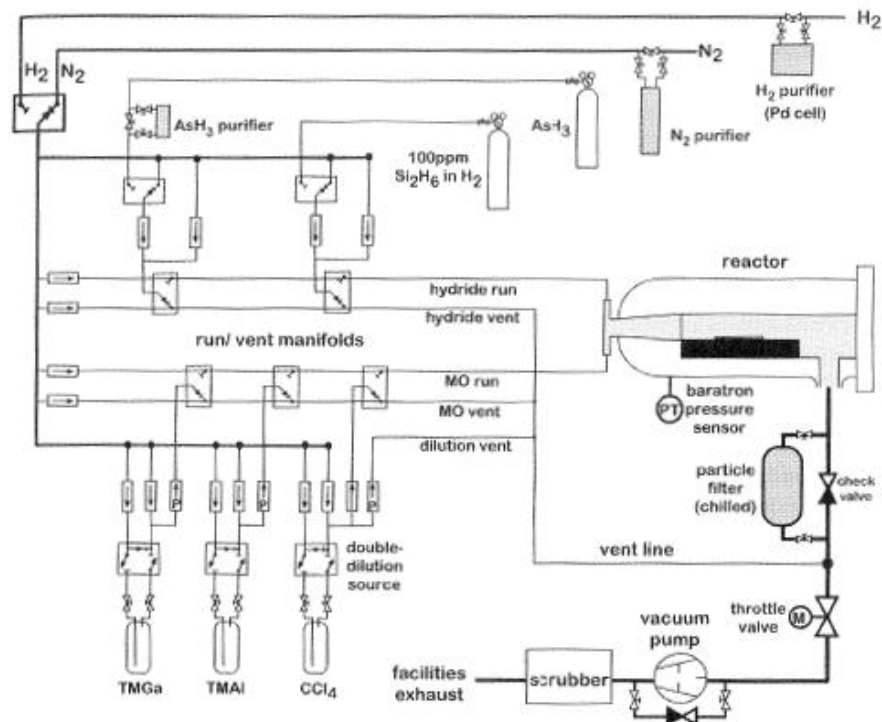 H2
N2
H2 N2
H2 purifier
(Pd cell)
N2 purifier
AsH3
AsH3 purifier
100ppm
Si2H6 in H2
reactor
hydride run
hydride vent
run/ vent manifolds
MO run
MO vent
dilution vent
PT
baratron
pressure
sensor
P
P
P
particle
filter
(chilled)
check
valve
double-
dilution
source
vent line
throttle
valve
M
vacuum
pump
scrubber
facilities
exhaust
TMGa
TMAl
CCl4